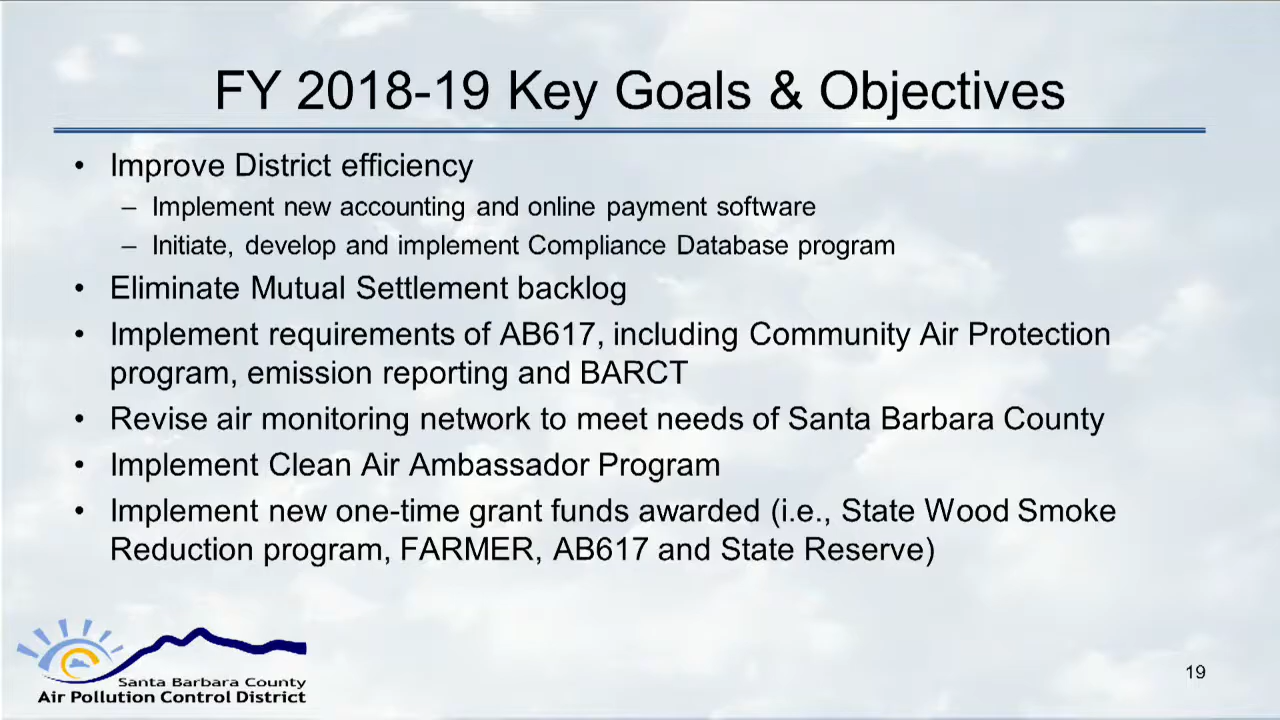 FY 2018-19 Key Goals & Objectives
• Improve District efficiency
– Implement new accounting and online payment software
– Initiate, develop and implement Compliance Database program
• Eliminate Mutual Settlement backlog
• Implement requirements of AB617, including Community Air Protection
program, emission reporting and BARCT
• Revise air monitoring network to meet needs of Santa Barbara County
• Implement Clean Air Ambassador Program
• Implement new one-time grant funds awarded (i.e., State Wood Smoke
Reduction program, FARMER, AB617 and State Reserve)
Santa Barbara County
Air Pollution Control District
19